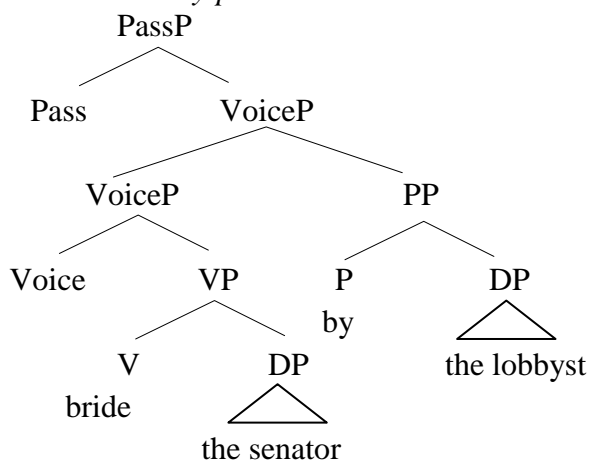 PassP
Pass VoiceP
VoiceP PP
Voice VP P DP
by
V DP the lobbyst
bride
the senator